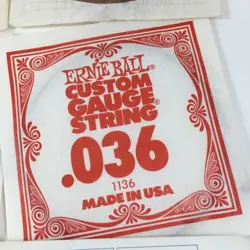 ERNIE BALL®
CUSTOM
GAUGE
STRING®
.036
1136
MADE IN USA